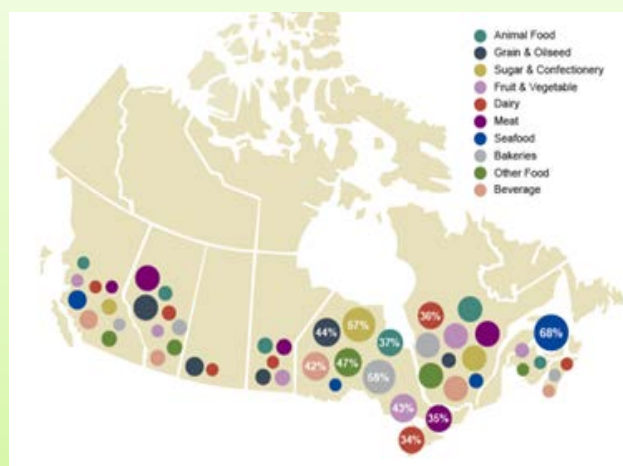 Animal Food
Grain & Oilseed
Sugar & Confectionery
Fruit & Vegetable
Dairy
Meat
Seafood
Bakeries
Other Food
Beverage
36%
68%
57%
44%
37%
47%
42%
58%
43%
35%
34%